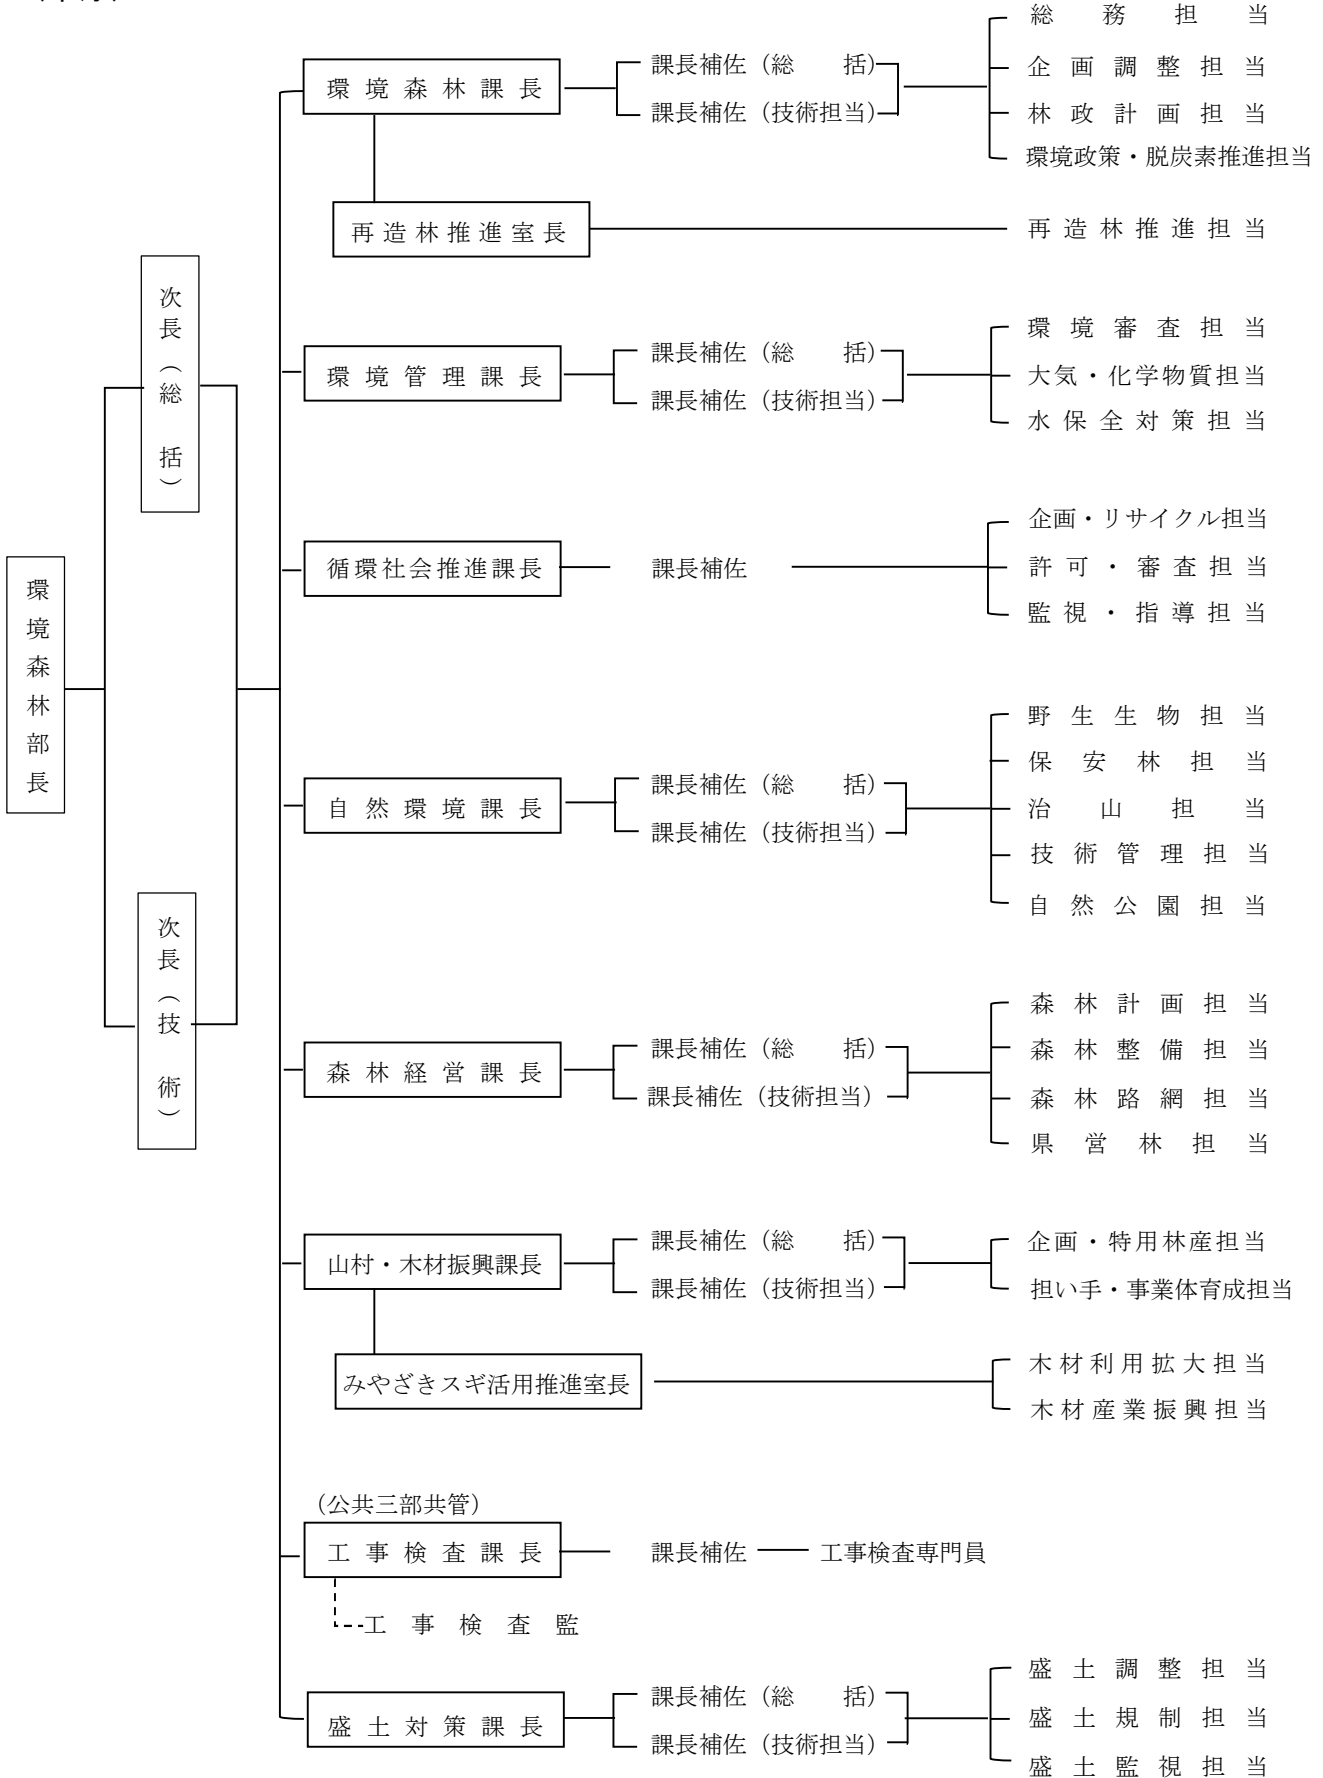 環境森林部長
次長（総　括）
次長（技　術）
環境森林課長
課長補佐（総　括）
課長補佐（技術担当）
総務担当
企画調整担当
林政計画担当
環境政策・脱炭素推進担当
再造林推進室長
再造林推進担当
環境管理課長
課長補佐（総　括）
課長補佐（技術担当）
環境審査担当
大気・化学物質担当
水保全対策担当
循環社会推進課長
課長補佐
企画・リサイクル担当
許可・審査担当
監視・指導担当
自然環境課長
課長補佐（総　括）
課長補佐（技術担当）
野生生物担当
保安林担当
治山担当
技術管理担当
自然公園担当
森林経営課長
課長補佐（総　括）
課長補佐（技術担当）
森林計画担当
森林整備担当
森林路網担当
県営林担当
山村・木材振興課長
課長補佐（総　括）
課長補佐（技術担当）
企画・特用林産担当
担い手・事業体育成担当
みやざきスギ活用推進室長
木材利用拡大担当
木材産業振興担当
（公共三部共管）
工事検査課長
課長補佐
工事検査専門員
工事検査監
盛土対策課長
課長補佐（総　括）
課長補佐（技術担当）
盛土調整担当
盛土規制担当
盛土監視担当